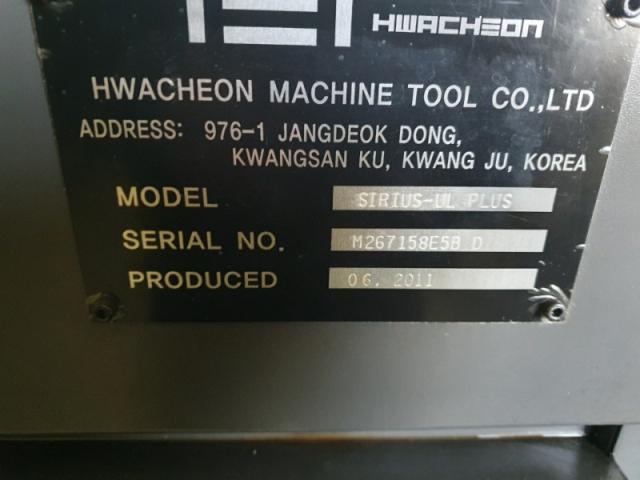 HWACHEON
HWACHEON MACHINE TOOL CO.,LTD
ADDRESS: 976-1 JANGDEOK DONG,
KWANGSAN KU, KWANG JU, KOREA
MODEL SIRIUS-UL PLUS
SERIAL NO. M267158E5B D
PRODUCED 06. 2011